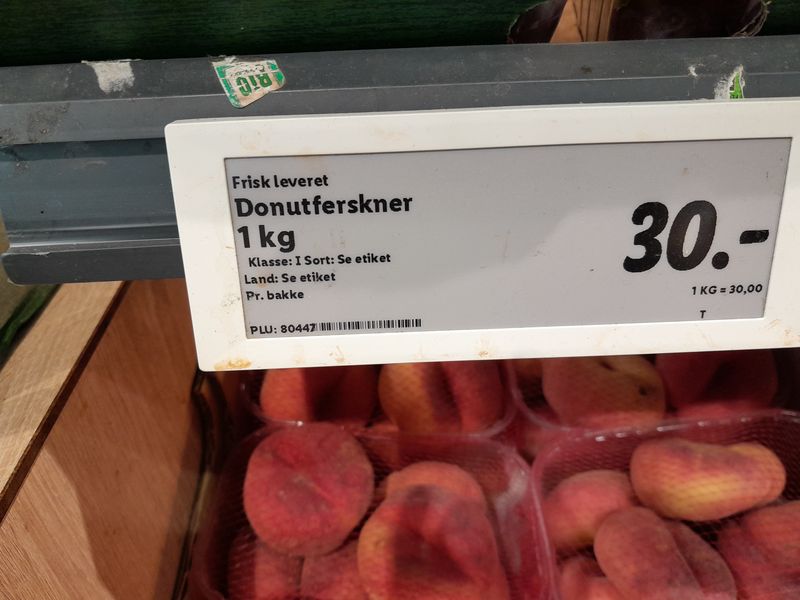 Frisk leveret
Donutferskner
1 kg
30.-
Klasse: I Sort: Se etiket
Land: Se etiket
Pr. bakke
1 KG = 30,00
T
PLU: 80447